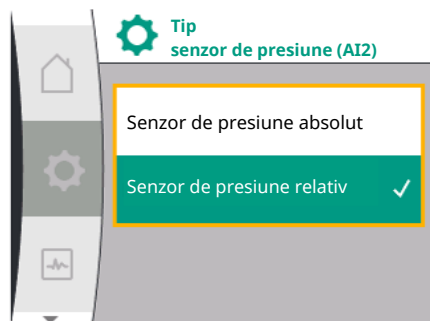 Tip
senzor de presiune (AI2)
Senzor de presiune absolut
Senzor de presiune relativ